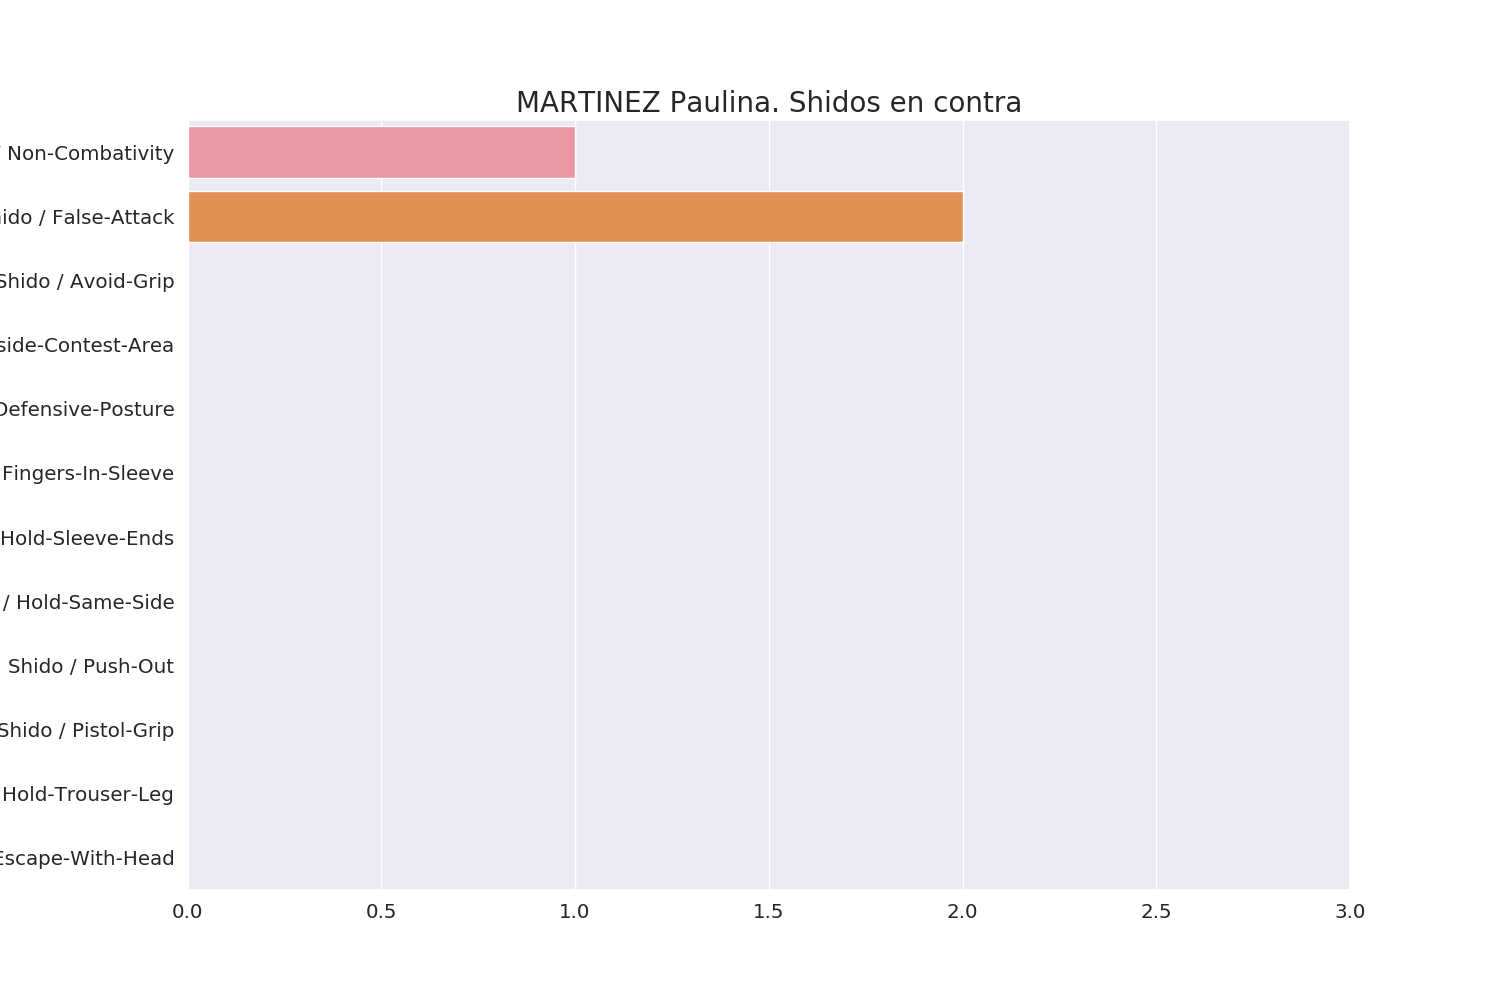 MARTINEZ Paulina. Shidos en contra
/ Non-Combativity
ido / False-Attack
Shido / Avoid-Grip
side-Contest-Area
Defensive-Posture
Fingers-In-Sleeve
Hold-Sleeve-Ends
/ Hold-Same-Side
Shido / Push-Out
Shido / Pistol-Grip
Hold-Trouser-Leg
Escape-With-Head
0.0 0.5 1.0 1.5 2.0 2.5 3.0